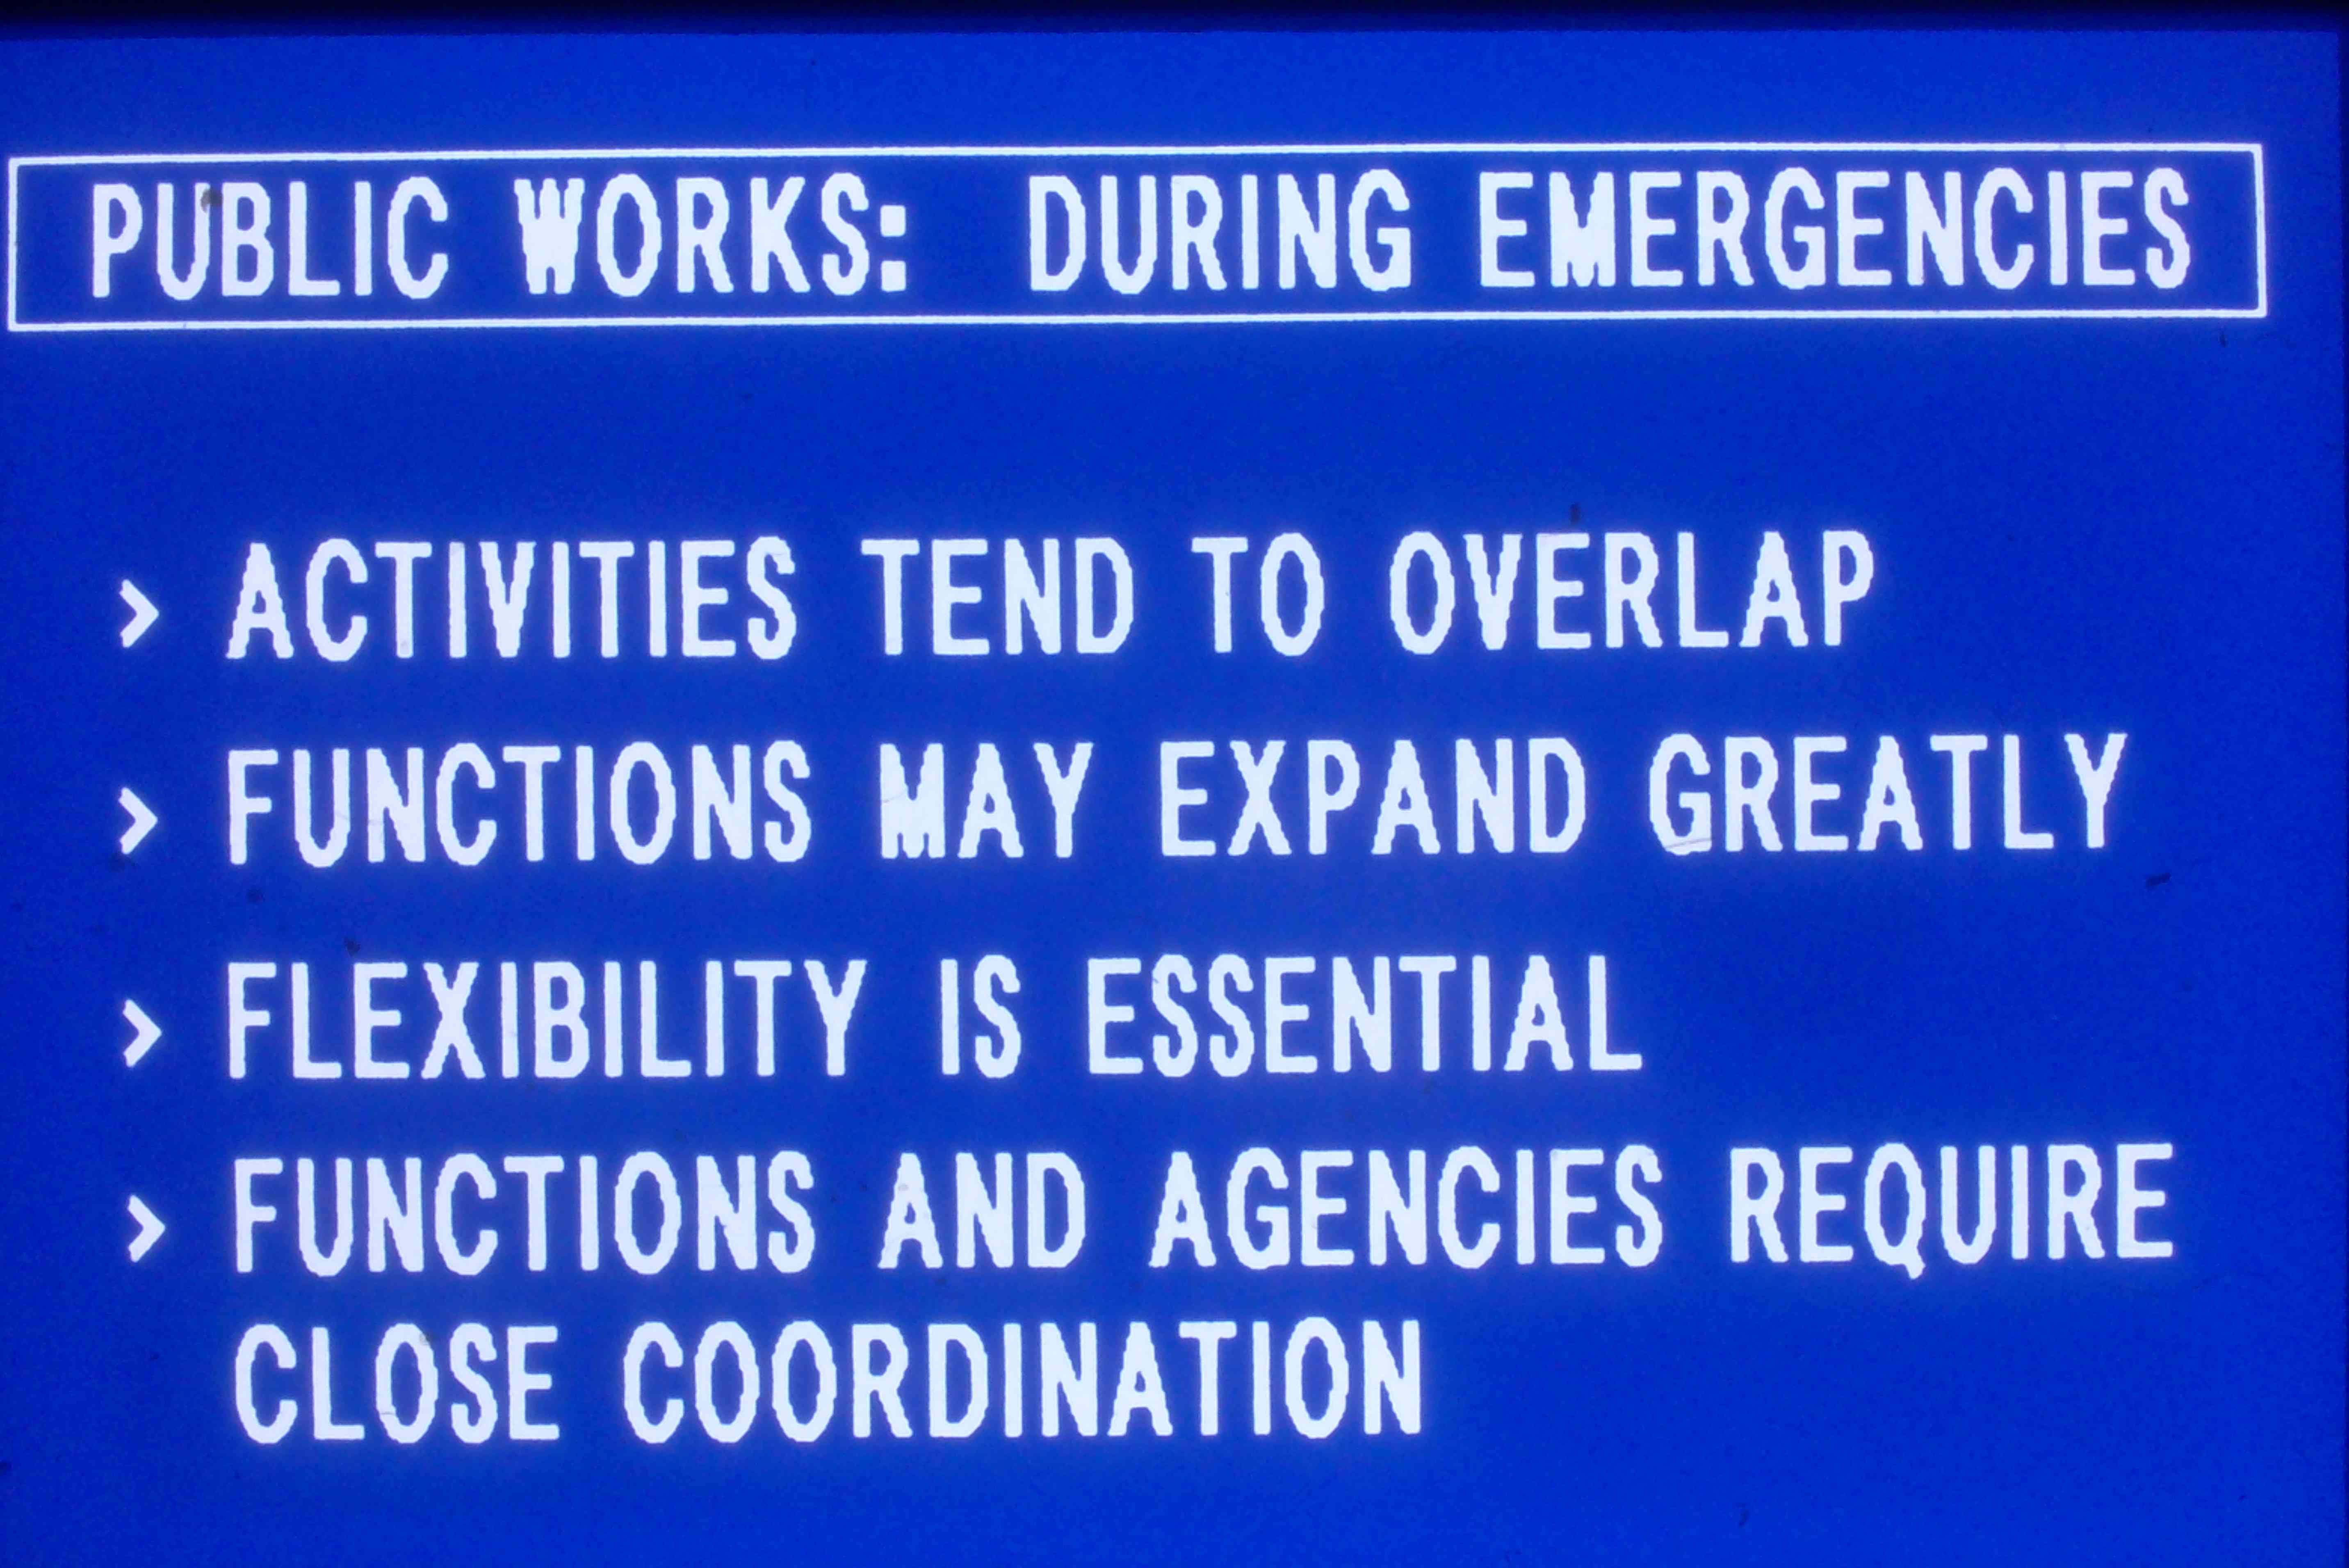 PUBLIC WORKS: DURING EMERGENCIES
> ACTIVITIES TEND TO OVERLAP
> FUNCTIONS MAY EXPAND GREATLY
> FLEXIBILITY IS ESSENTIAL
> FUNCTIONS AND AGENCIES REQUIRE
CLOSE COORDINATION